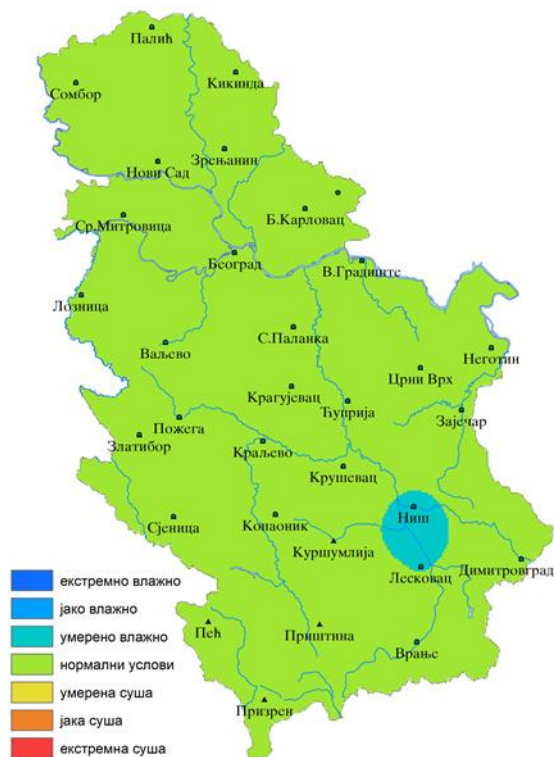 Палић
Кикинда
Сомбор
Зрењанин
Нови Сад
Б.Карловац
Ср.Митровица
Београд
В.Градиште
Лозница
С.Паланка
Ваљево
Неготин
Црни Врх
Крагујевац
Ћуприја
Зајечар
Пожега
Златибор
Краљево
Крушевац
Ниш
Сјеница
Копаоник
Куршумлија
Димитровград
Лесковац
Пећ
Приштина
Врање
Призрен
екстремно влажно
јако влажно
умерено влажно
нормални услови
умерена суша
јака суша
екстремна суша